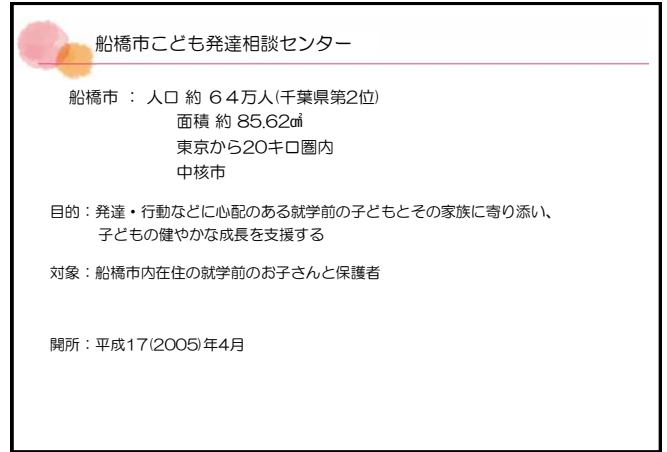 船橋市こども発達相談センター
船橋市 ： 人口 約 64万人(千葉県第2位)
面積 約 85.62㎢
東京から20キロ圏内
中核市
目的：発達・行動などに心配のある就学前の子どもとその家族に寄り添い、
子どもの健やかな成長を支援する
対象：船橋市内在住の就学前のお子さんと保護者
開所：平成17(2005)年4月